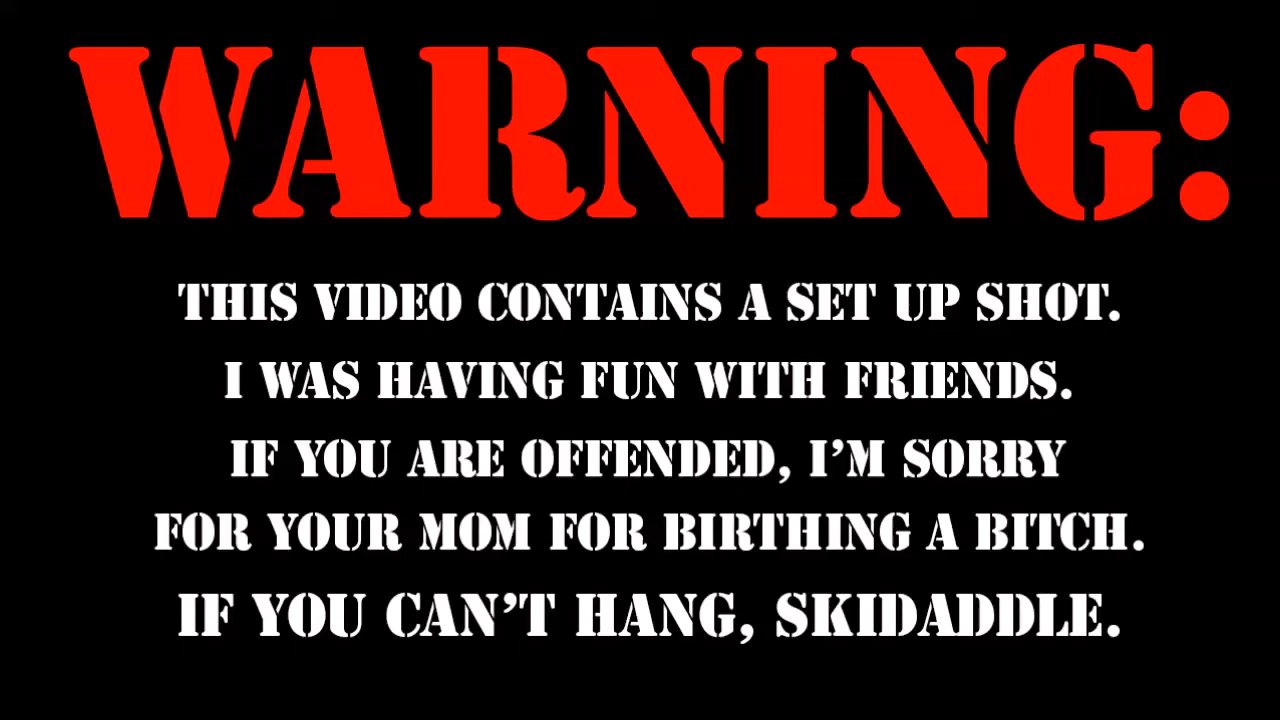 WARNING:
THIS VIDEO CONTAINS A SET UP SHOT.
I WAS HAVING FUN WITH FRIENDS.
IF YOU ARE OFFENDED, I'M SORRY
FOR YOUR MOM FOR BIRTHING A BITCH.
IF YOU CAN'T HANG, SKIDADDLE.